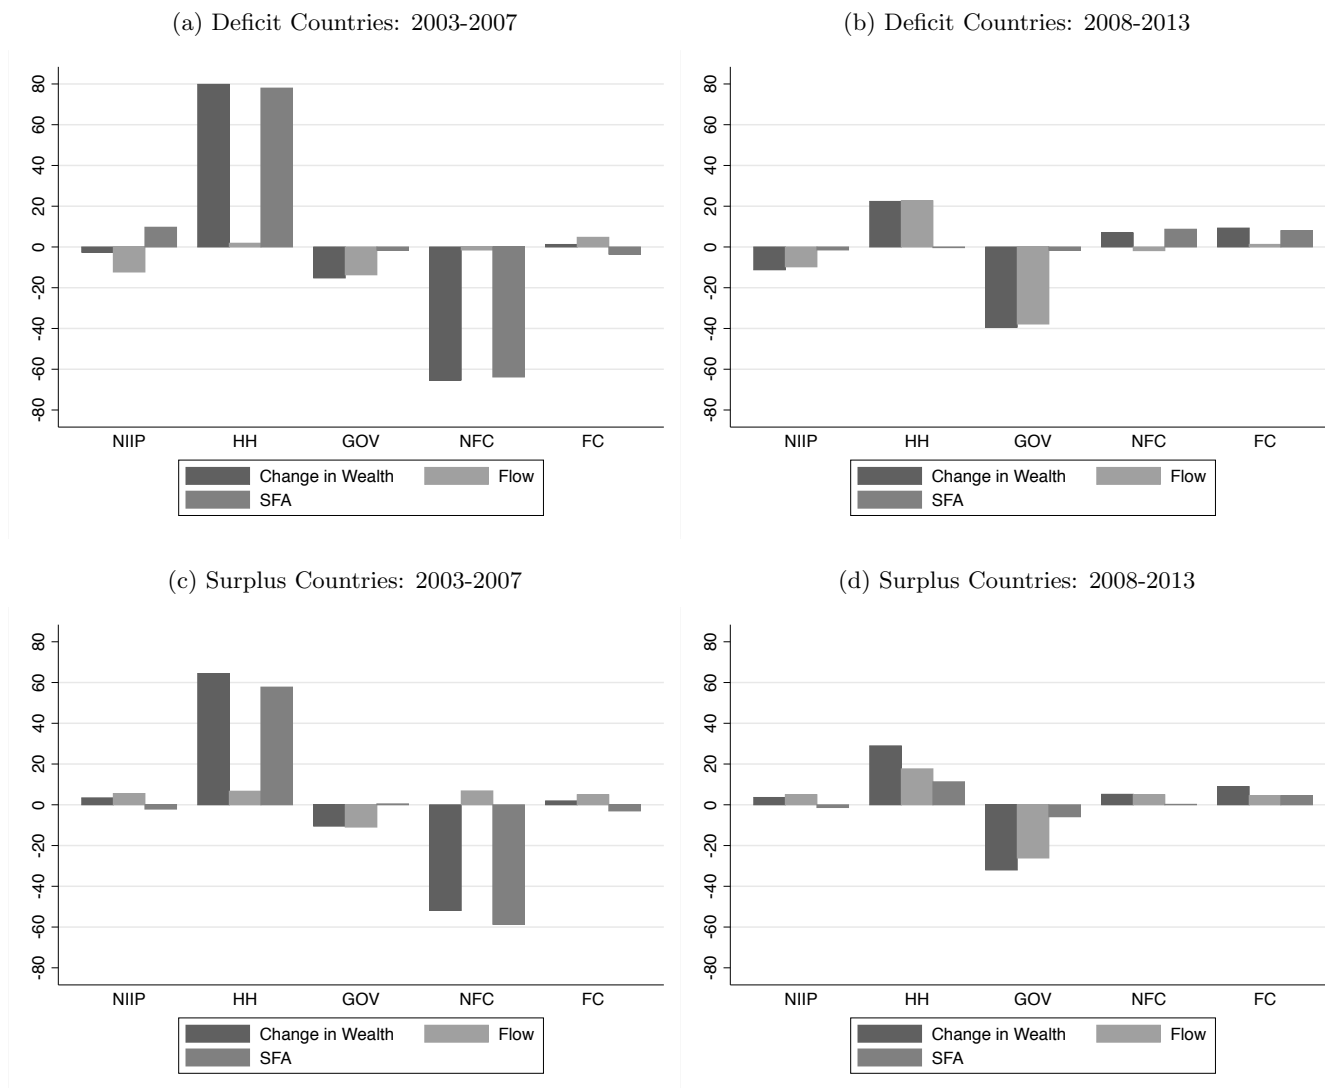 (a) Deficit Countries: 2003-2007
80
60
40
20
0
-20
-40
-60
-80
NIIP HH GOV NFC FC
Change in Wealth Flow
SFA
(b) Deficit Countries: 2008-2013
80
60
40
20
0
-20
-40
-60
-80
NIIP HH GOV NFC FC
Change in Wealth Flow
SFA
(c) Surplus Countries: 2003-2007
80
60
40
20
0
-20
-40
-60
-80
NIIP HH GOV NFC FC
Change in Wealth Flow
SFA
(d) Surplus Countries: 2008-2013
80
60
40
20
0
-20
-40
-60
-80
NIIP HH GOV NFC FC
Change in Wealth Flow
SFA